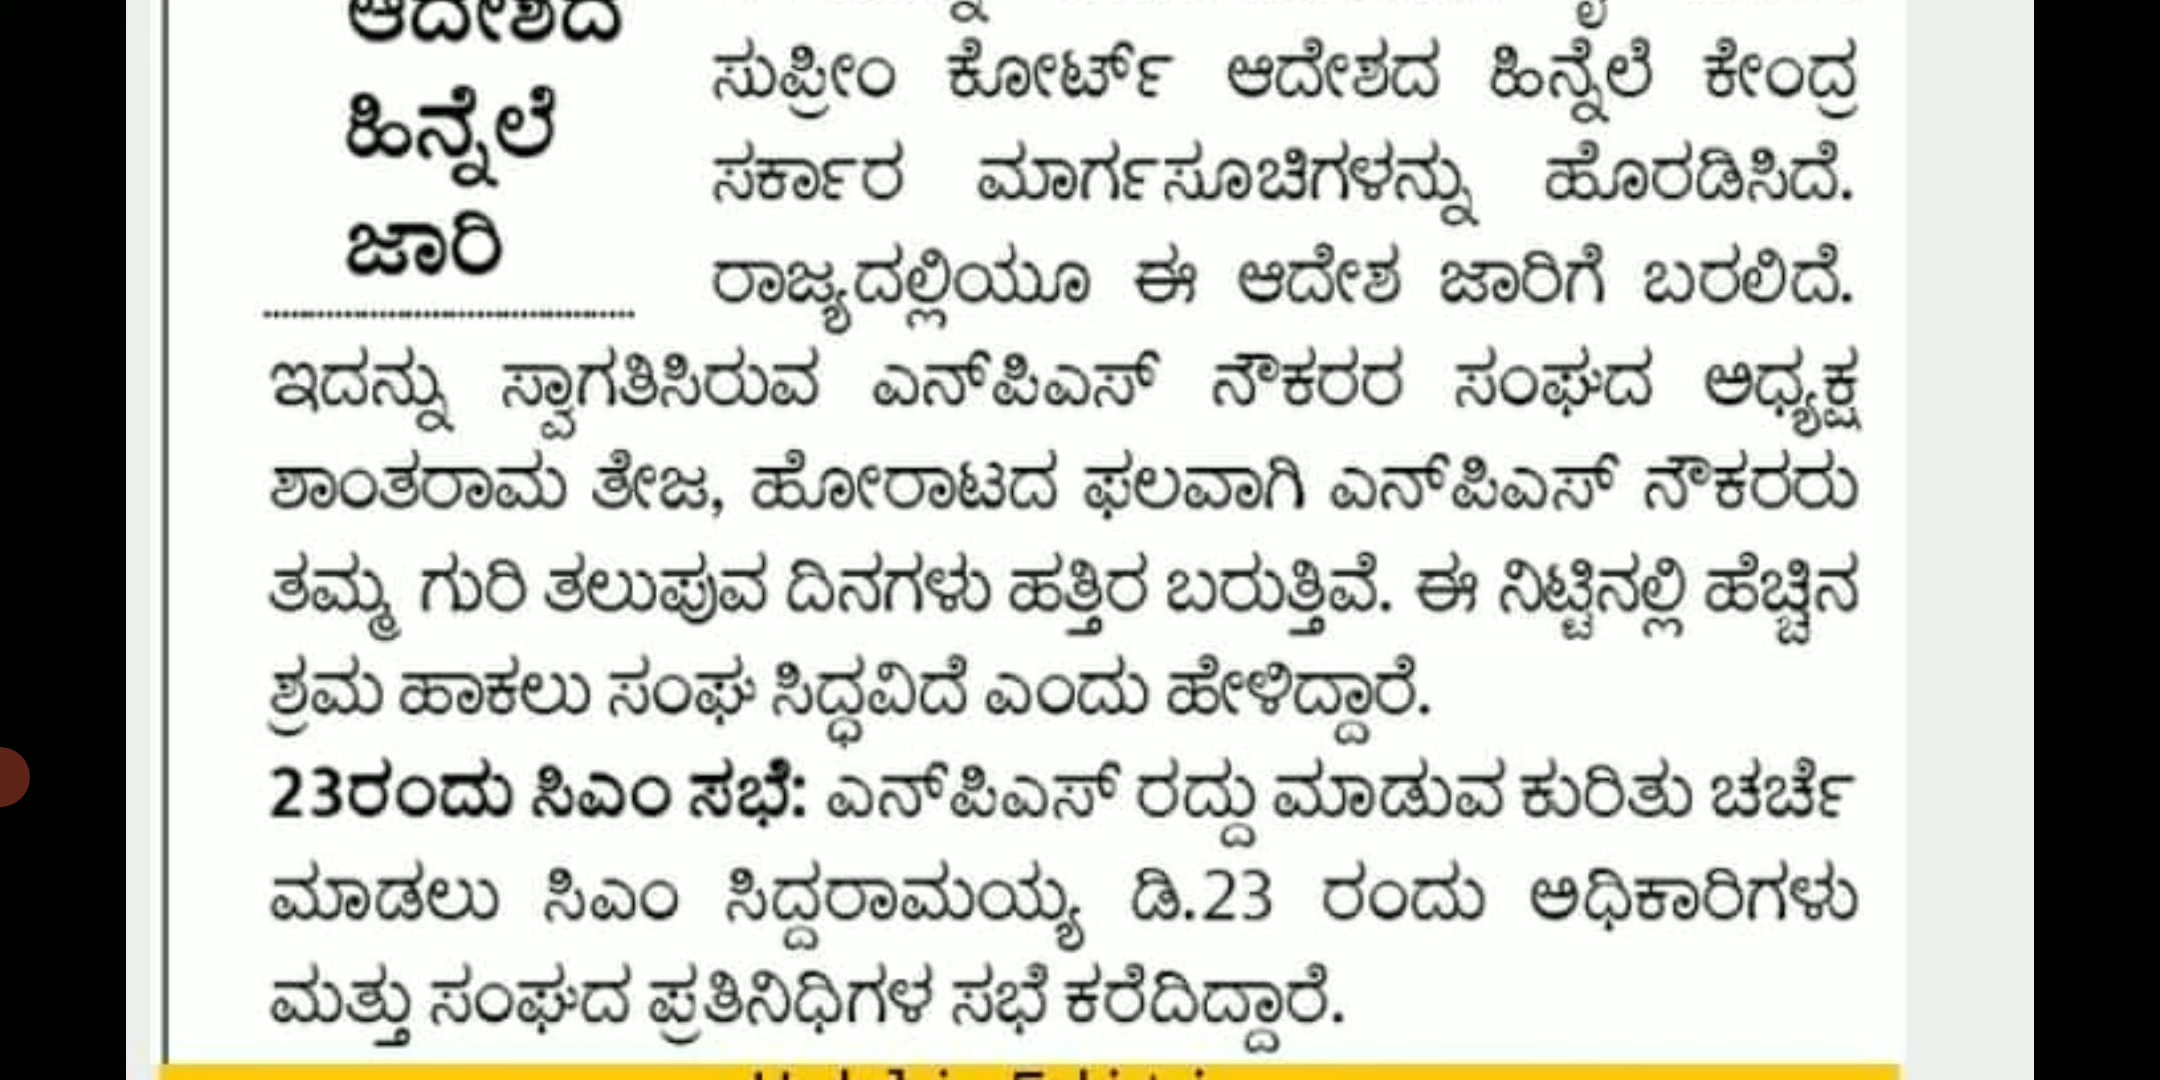 ಆದೇಶದ
ಹಿನ್ನೆಲೆ
ಜಾರಿ
ಸುಪ್ರೀಂ ಕೋರ್ಟ್ ಆದೇಶದ ಹಿನ್ನೆಲೆ ಕೇಂದ್ರ
ಸರ್ಕಾರ ಮಾರ್ಗಸೂಚಿಗಳನ್ನು ಹೊರಡಿಸಿದೆ.
ರಾಜ್ಯದಲ್ಲಿಯೂ ಈ ಆದೇಶ ಜಾರಿಗೆ ಬರಲಿದೆ.
ಇದನ್ನು ಸ್ವಾಗತಿಸಿರುವ ಎನ್‌ಪಿಎಸ್ ನೌಕರರ ಸಂಘದ ಅಧ್ಯಕ್ಷ
ಶಾಂತರಾಮ ತೇಜ, ಹೋರಾಟದ ಫಲವಾಗಿ ಎನ್‌ಪಿಎಸ್ ನೌಕರರು
ತಮ್ಮ ಗುರಿ ತಲುಪುವ ದಿನಗಳು ಹತ್ತಿರ ಬರುತ್ತಿವೆ. ಈ ನಿಟ್ಟಿನಲ್ಲಿ ಹೆಚ್ಚಿನ
ಶ್ರಮ ಹಾಕಲು ಸಂಘ ಸಿದ್ಧವಿದೆ ಎಂದು ಹೇಳಿದ್ದಾರೆ.
23ರಂದು ಸಿಎಂ ಸಭೆ: ಎನ್‌ಪಿಎಸ್ ರದ್ದು ಮಾಡುವ ಕುರಿತು ಚರ್ಚೆ
ಮಾಡಲು ಸಿಎಂ ಸಿದ್ದರಾಮಯ್ಯ ಡಿ.23 ರಂದು ಅಧಿಕಾರಿಗಳು
ಮತ್ತು ಸಂಘದ ಪ್ರತಿನಿಧಿಗಳ ಸಭೆ ಕರೆದಿದ್ದಾರೆ.